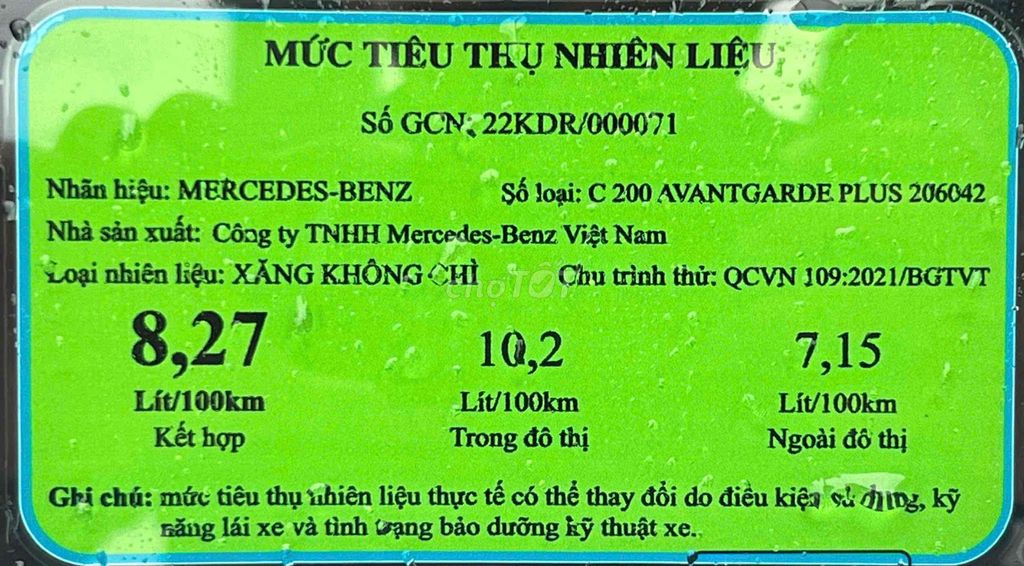 MỨC TIÊU THỤ NHIÊN LIỆU
Số GCN: 22KDR/000071
Nhãn hiệu: MERCEDES-BENZ Số loại: C 200 AVANTGARDE PLUS 206042
Nhà sản xuất: Công ty TNHH Mercedes-Benz Việt Nam
Loại nhiên liệu: XĂNG KHÔNG CHÌ Chu trình thử: QCVN 109:2021/BGTVT
choTỐT
8,27 10,2 7,15
Lít/100km Lít/100km Lít/100km
Kết hợp Trong đô thị Ngoài đô thị
Ghi chú: mức tiêu thụ nhiên liệu thực tế có thể thay đổi do điều kiện sử dụng, kỹ
năng lái xe và tình trạng bảo dưỡng kỹ thuật xe.